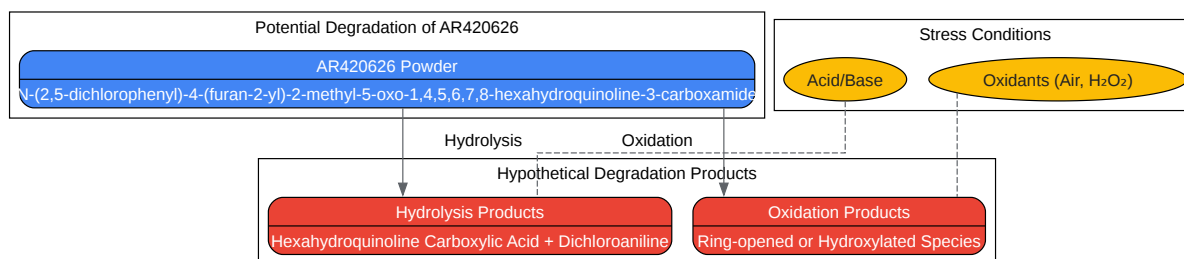 Potential Degradation of AR420626
Stress Conditions
AR420626 Powder
N-(2,5-dichlorophenyl)-4-(furan-2-yl)-2-methyl-5-oxo-1,4,5,6,7,8-hexahydroquinoline-3-carboxamide
Acid/Base
Oxidants (Air, H₂O₂)
Hydrolysis
Oxidation
Hypothetical Degradation Products
Hydrolysis Products
Hexahydroquinoline Carboxylic Acid + Dichloroaniline
Oxidation Products
Ring-opened or Hydroxylated Species